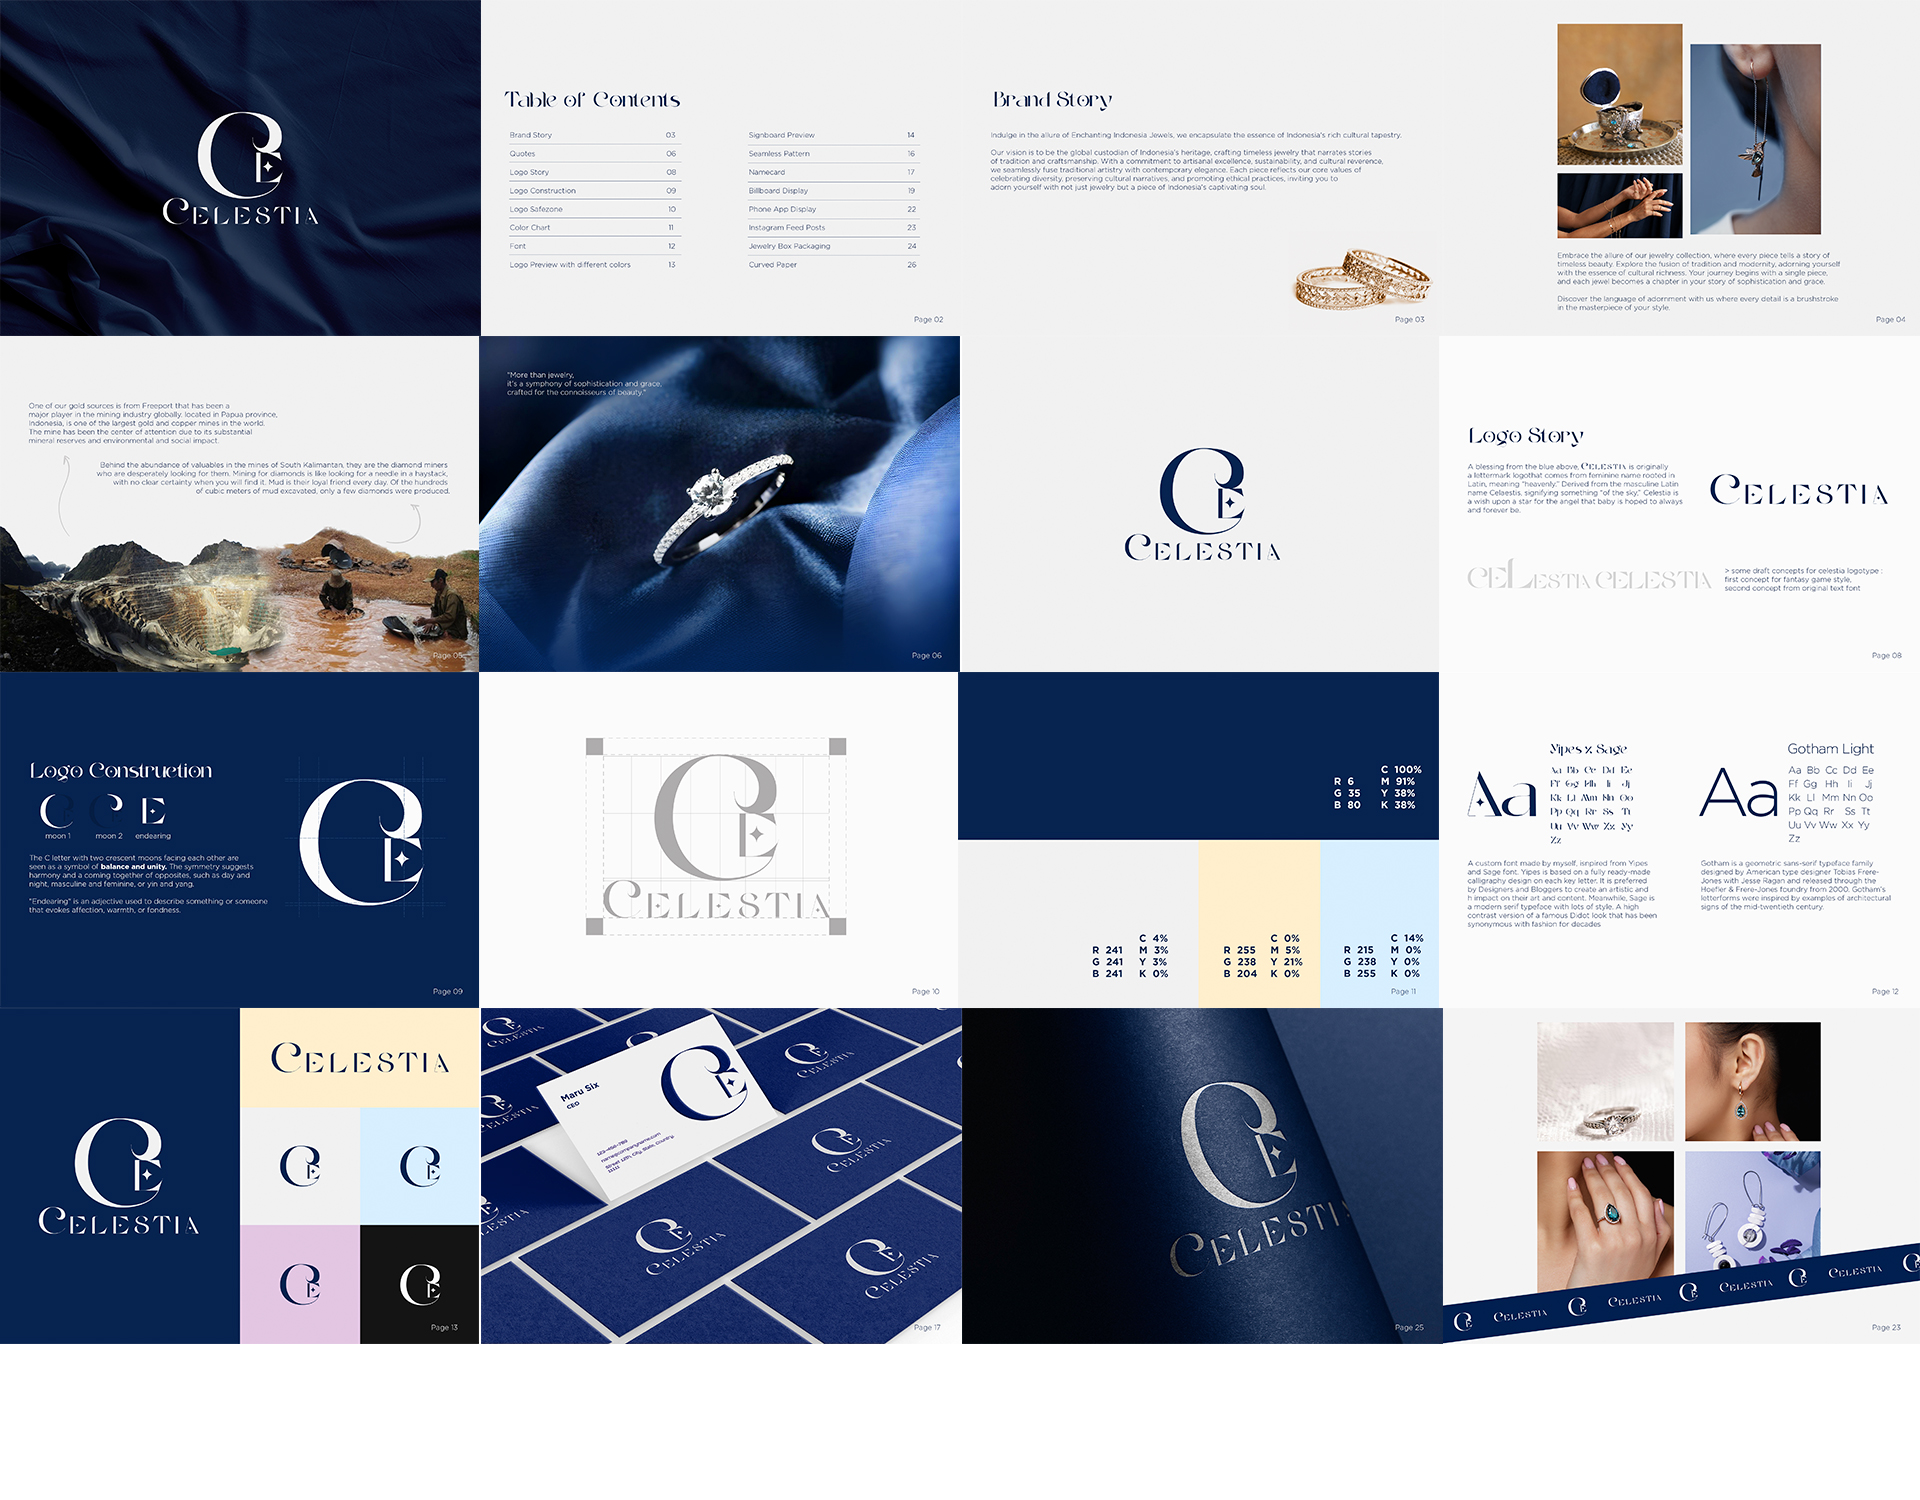 CELESTIA
Table of Contents
Brand Story 03
Quotes 06
Logo Story 08
Logo Construction 09
Logo Safezone 10
Color Chart 11
Font 12
Logo Preview with different colors 13
Signboard Preview 14
Seamless Pattern 16
Namecard 17
Billboard Display 19
Phone App Display 22
Instagram Feed Posts 23
Jewelry Box Packaging 24
Curved Paper 26
Page 02
Brand Story
Indulge in the allure of Enchanting Indonesia Jewels, we encapsulate the essence of Indonesia's rich cultural tapestry.
Our vision is to be the global custodian of Indonesia's heritage, crafting timeless jewelry that narrates stories
of tradition and craftsmanship. With a commitment to artisanal excellence, sustainability, and cultural reverence,
we seamlessly fuse traditional artistry with contemporary elegance. Each piece reflects our core values of
celebrating diversity, preserving cultural narratives, and promoting ethical practices, inviting you to
adorn yourself with not just jewelry but a piece of Indonesia's captivating soul.
Page 03
Embrace the allure of our jewelry collection, where every piece tells a story of
timeless beauty. Explore the fusion of tradition and modernity, adorning yourself
with the essence of cultural richness. Your journey begins with a single piece,
and each jewel becomes a chapter in your story of sophistication and grace.
Discover the language of adornment with us where every detail is a brushstroke
in the masterpiece of your style.
Page 04
One of our gold sources is from Freeport that has been a
major player in the mining industry globally. located in Papua province,
Indonesia, is one of the largest gold and copper mines in the world.
The mine has been the center of attention due to its substantial
mineral reserves and environmental and social impact.
Behind the abundance of valuables in the mines of South Kalimantan, they are the diamond miners
who are desperately looking for them. Mining for diamonds is like looking for a needle in a haystack,
with no clear certainty when you will find it. Mud is their loyal friend every day. Of the hundreds
of cubic meters of mud excavated, only a few diamonds were produced.
Page 05
"More than jewelry,
it's a symphony of sophistication and grace,
crafted for the connoisseurs of beauty."
Page 06
CELESTIA
Logo Story
A blessing from the blue above, CELESTIA is originally
a lettermark logothat comes from feminine name rooted in
Latin, meaning "heavenly." Derived from the masculine Latin
name Celaestis, signifying something "of the sky," Celestia is
a wish upon a star for the angel that baby is hoped to always
and forever be.
CELESTIA
CELESTIA CELESTIA
> some draft concepts for celestia logotype :
first concept for fantasy game style,
second concept from original text font
Page 08
Logo Construction
moon 1 moon 2 endearing
The C letter with two crescent moons facing each other are
seen as a symbol of balance and unity. The symmetry suggests
harmony and a coming together of opposites, such as day and
night, masculine and feminine, or yin and yang.
"Endearing" is an adjective used to describe something or someone
that evokes affection, warmth, or fondness.
Page 09
CELESTIA
Page 10
C 100%
R 6 M 91%
G 35 Y 38%
B 80 K 38%
C 4%
R 241 M 3%
G 241 Y 3%
B 241 K 0%
C 0%
R 255 M 5%
G 238 Y 21%
B 204 K 0%
C 14%
R 215 M 0%
G 238 Y 0%
B 255 K 0%
Page 11
Aa
Yipes x Sage
Aa Bb Cc Dd Ee
Ff Gg Hh Ii Jj
Kk Ll Mm Nn Oo
Pp Qq Rr Ss Tt
Uu Vv Ww Xx Yy
Zz
A custom font made by myself, isnpired from Yipes
and Sage font. Yipes is based on a fully ready-made
calligraphy design on each key letter. It is preferred
by Designers and Bloggers to create an artistic and
h impact on their art and content. Meanwhile, Sage is
a modern serif typeface with lots of style. A high
contrast version of a famous Didot look that has been
synonymous with fashion for decades
Aa
Gotham Light
Aa Bb Cc Dd Ee
Ff Gg Hh Ii Jj
Kk Ll Mm Nn Oo
Pp Qq Rr Ss Tt
Uu Vv Ww Xx Yy
Zz
Gotham is a geometric sans-serif typeface family
designed by American type designer Tobias Frere-
Jones with Jesse Ragan and released through the
Hoefler & Frere-Jones foundry from 2000. Gotham's
letterforms were inspired by examples of architectural
signs of the mid-twentieth century.
Page 12
CELESTIA
CELESTIA
Page 13
Maru Six
CEO
123-456-789
name@companyname.com
Street 12th, City, State, Country,
11111
CELESTIA
CELESTIA
CELESTIA
CELESTIA
CELESTIA
Page 17
CELESTIA
Page 25
CELESTIA CELESTIA CELESTIA
Page 23